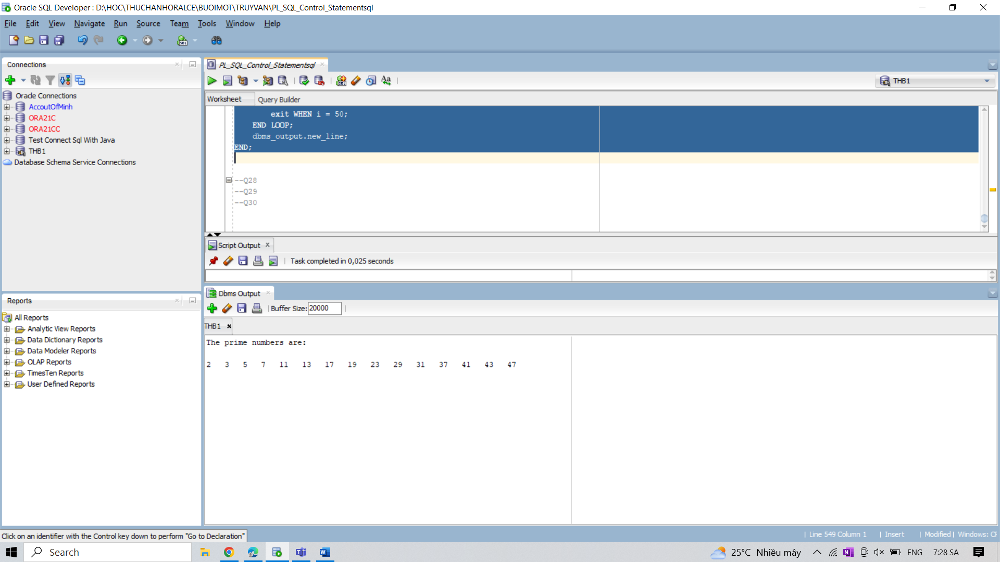 Oracle SQL Developer : D:\HOC\THUCHANHORALCE\BUOIMOT\TRUYVAN\PL_SQL_Control_Statementsql
File Edit View Navigate Run Source Team Tools Window Help
Connections
Oracle Connections
AccoutOfMinh
ORA21C
ORA21CC
Test Connect Sql With Java
THB1
Database Schema Service Connections
PL_SQL_Control_Statementsql
THB1
Worksheet Query Builder
exit WHEN i = 50;
END LOOP;
dbms_output.new_line;
END;
--Q28
--Q29
--Q30
Script Output
Task completed in 0,025 seconds
Dbms Output
Buffer Size: 20000
THB1
The prime numbers are:
2 3 5 7 11 13 17 19 23 29 31 37 41 43 47
Reports
All Reports
Analytic View Reports
Data Dictionary Reports
Data Modeler Reports
OLAP Reports
TimesTen Reports
User Defined Reports
Click on an identifier with the Control key down to perform "Go to Declaration"
Line 549 Column 1 Insert Modified Windows: CF
Search
25°C Nhiều mây ENG 7:28 SA